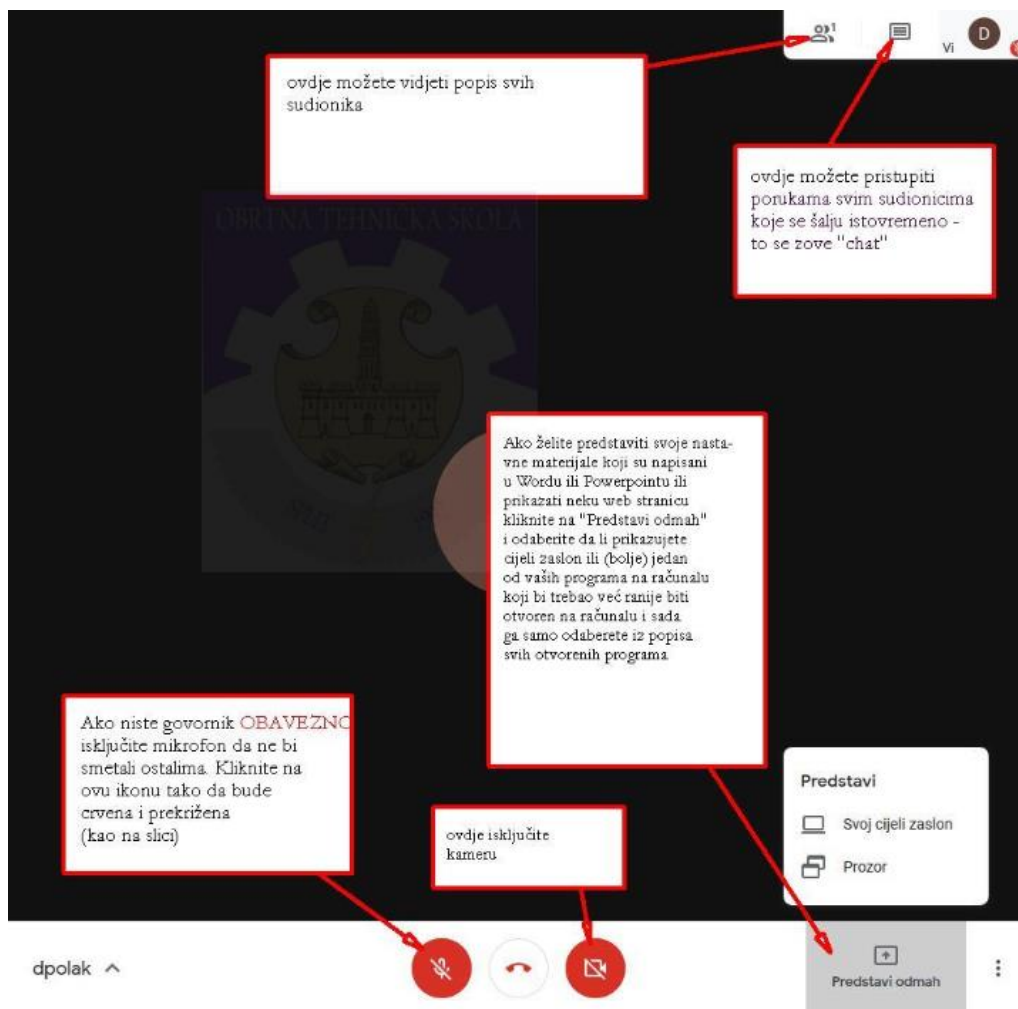 1
Vi
D
ovdje možete vidjeti popis svih
sudionika
ovdje možete pristupiti
porukama svim sudionicima
koje se šalju istovremeno -
to se zove "chat"
OBRTNA TEHNIČKA ŠKOLA
SPLIT
Ako želite predstaviti svoje nasta-
vne materijale koji su napisani
u Wordu ili Powerpointu ili
prikazati neku web stranicu
kliknite na "Predstavi odmah"
i odaberite da li prikazujete
cijeli zaslon ili (bolje) jedan
od vaših programa na računalu
koji bi trebao već ranije biti
otvoren na računalu i sada
ga samo odaberete iz popisa
svih otvorenih programa
Ako niste govornik OBAVEZNO
isključite mikrofon da ne bi
smetali ostalima. Kliknite na
ovu ikonu tako da bude
crvena i prekrižena
(kao na slici)
ovdje isključite
kameru
Predstavi
Svoj cijeli zaslon
Prozor
dpolak
Predstavi odmah